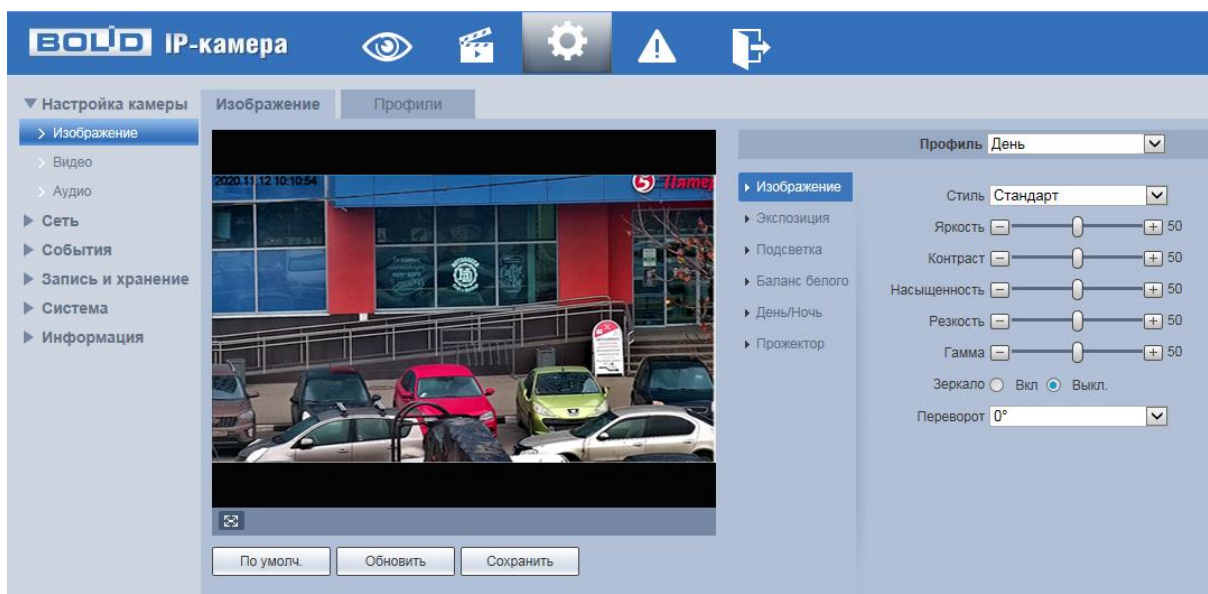 BOLID IP-камера
Настройка камеры
Изображение
Видео
Аудио
Сеть
События
Запись и хранение
Система
Информация
Изображение
Профили
2020.11.12 10:10:54
5
По умолч.
Обновить
Сохранить
Профиль День
Изображение
Экспозиция
Подсветка
Баланс белого
День/Ночь
Прожектор
Стиль Стандарт
Яркость 50
Контраст 50
Насыщенность 50
Резкость 50
Гамма 50
Зеркало Вкл Выкл.
Переворот 0°